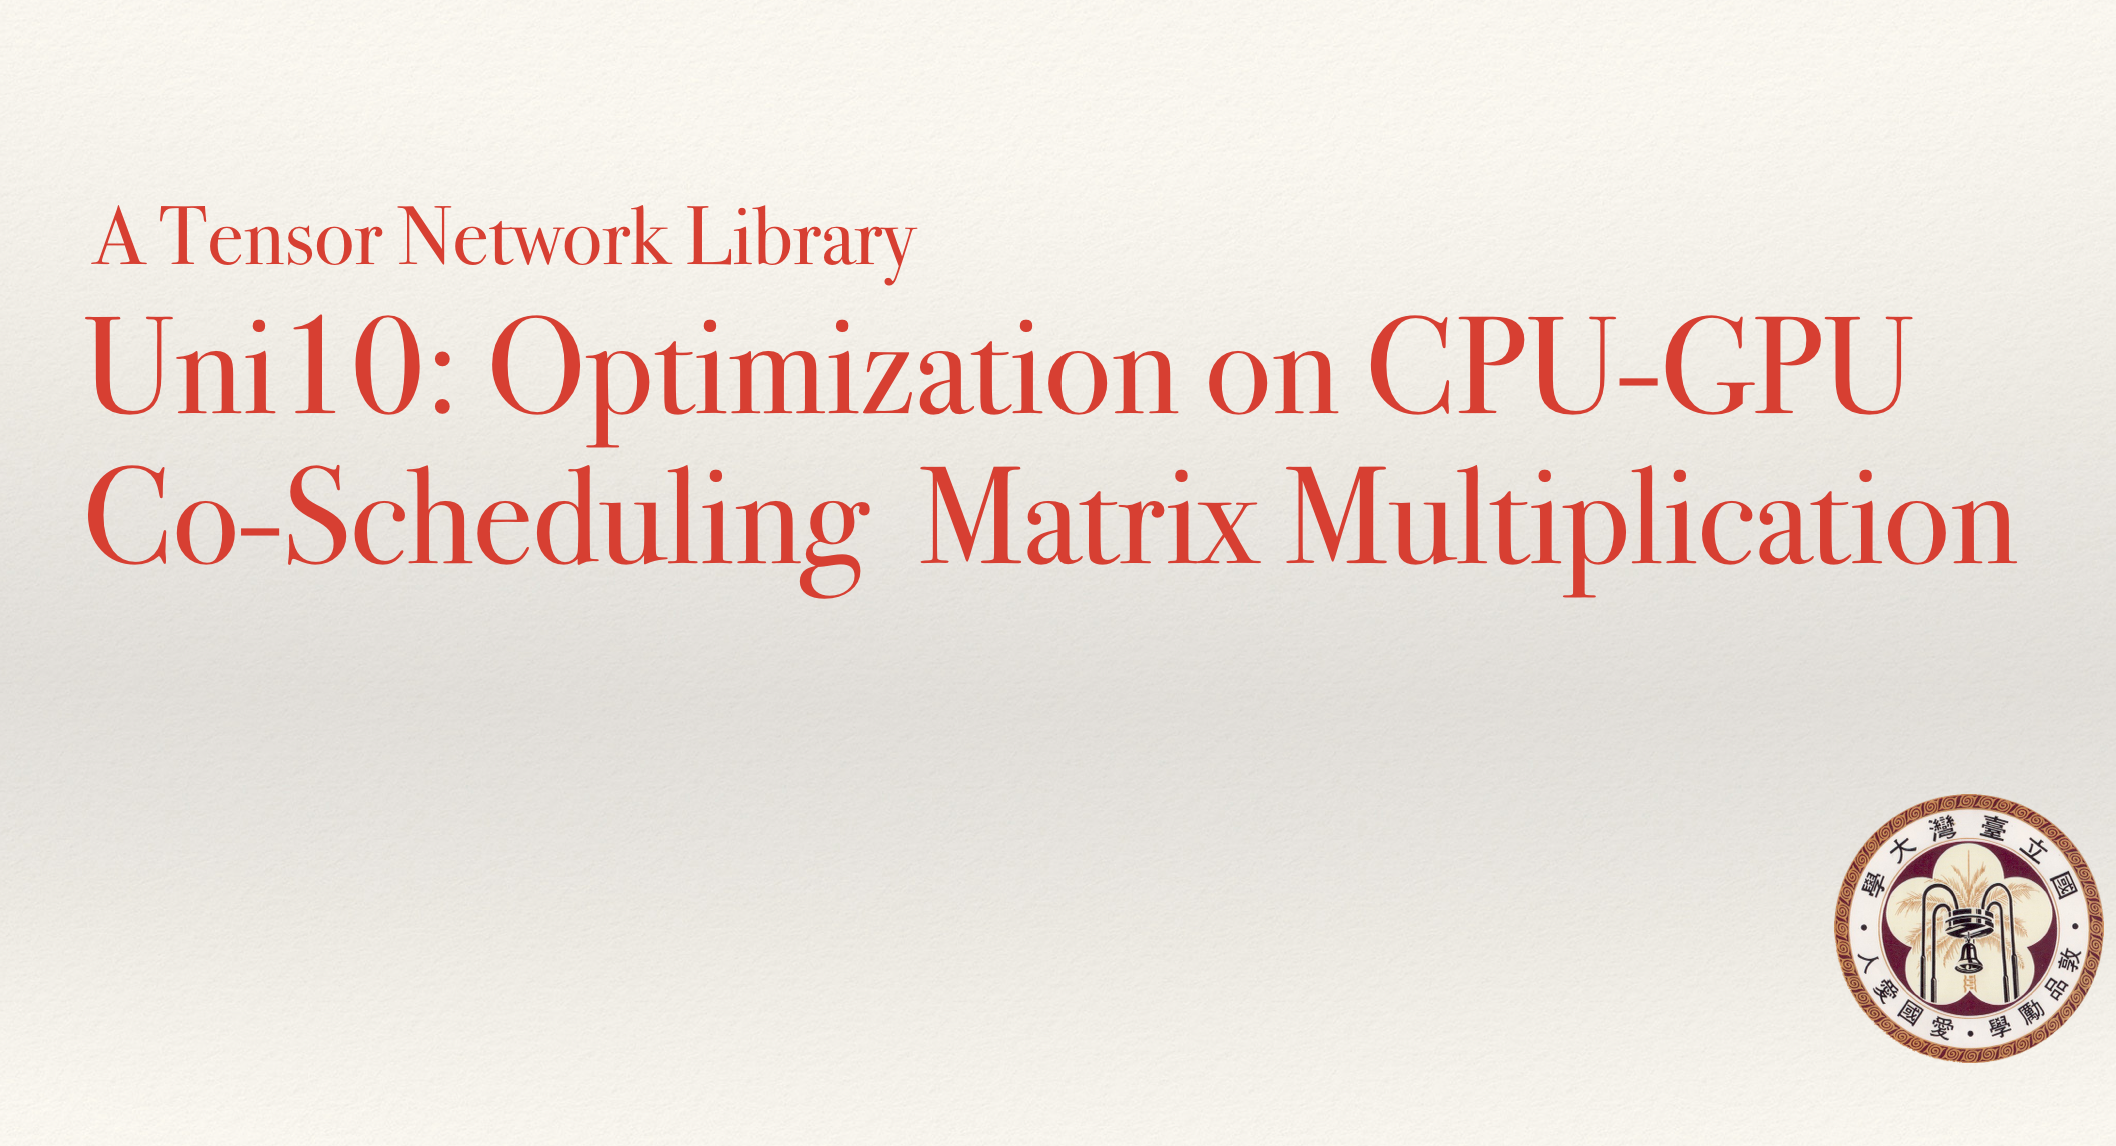 A Tensor Network Library
Uni10: Optimization on CPU-GPU
Co-Scheduling  Matrix Multiplication
國立臺灣大學
敦品勵學・愛國愛人